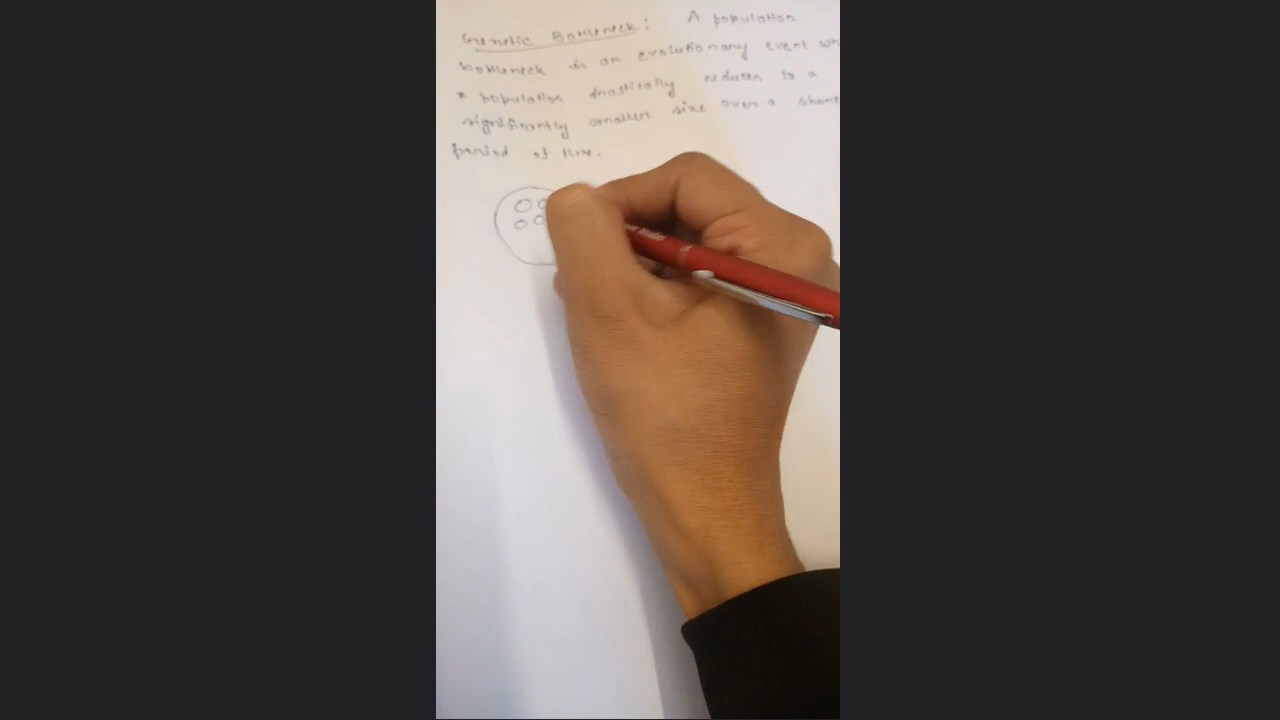 Genetic Bottleneck : A population
bottleneck is an evolutionary event wh
a population drastically reduces to a
significantly smaller size over a short
period of time.